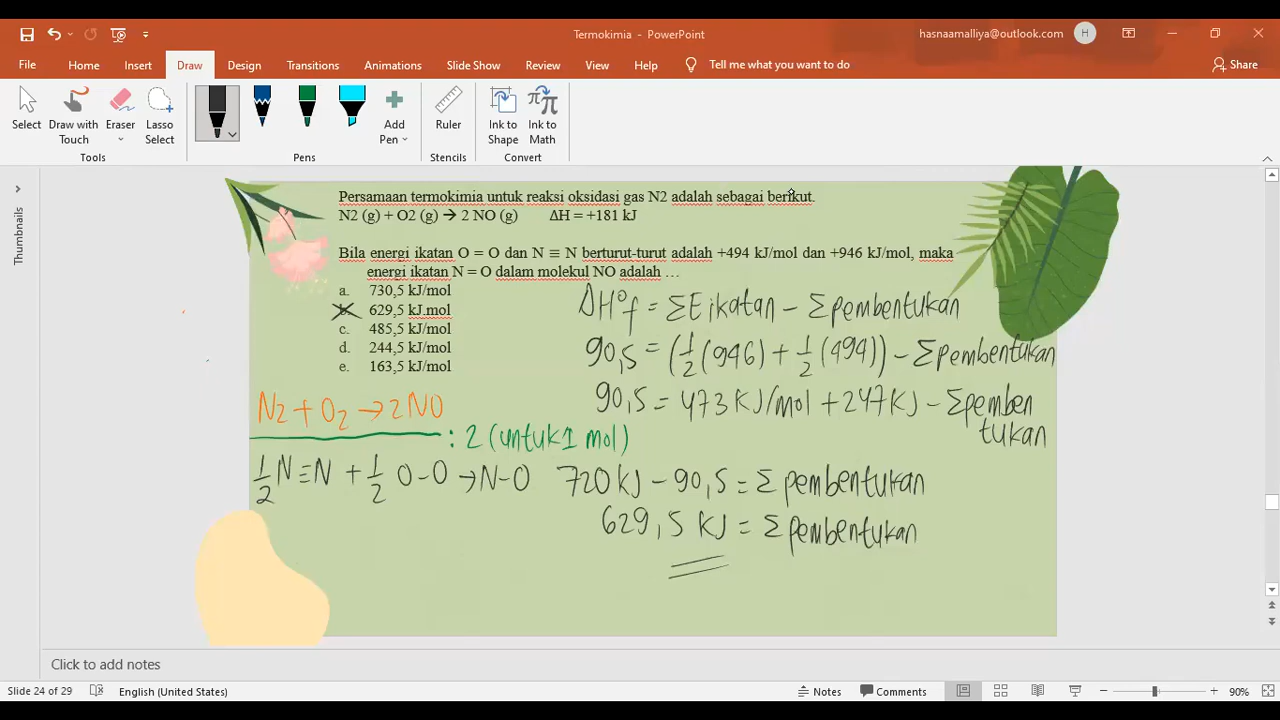 Termokimia - PowerPoint
hasnaamalliya@outlook.com H
File Home Insert Draw Design Transitions Animations Slide Show Review View Help Tell me what you want to do Share
Select Draw with Touch Eraser Lasso Select Add Pen Ruler Ink to Shape Ink to Math
Tools Pens Stencils Convert
Thumbnails
Persamaan termokimia untuk reaksi oksidasi gas N2 adalah sebagai berikut.
N2 (g) + O2 (g) → 2 NO (g) ΔH = +181 kJ
Bila energi ikatan O = O dan N ≡ N berturut-turut adalah +494 kJ/mol dan +946 kJ/mol, maka
energi ikatan N = O dalam molekul NO adalah …
a. 730,5 kJ/mol
b. 629,5 kJ.mol
c. 485,5 kJ/mol
d. 244,5 kJ/mol
e. 163,5 kJ/mol
ΔH°f = ΣE ikatan - Σpembentukan
90,5 = (1/2 (946) + 1/2 (494)) - Σpembentukan
90,5 = 473 KJ/mol + 247 KJ - Σpemben
tukan
720 KJ - 90,5 = Σ pembentukan
629,5 KJ = Σ pembentukan
N2 + O2 → 2NO
: 2 (untuk 1 mol)
1/2 N≡N + 1/2 O-O → N-O
Click to add notes
Slide 24 of 29 English (United States) Notes Comments 90%